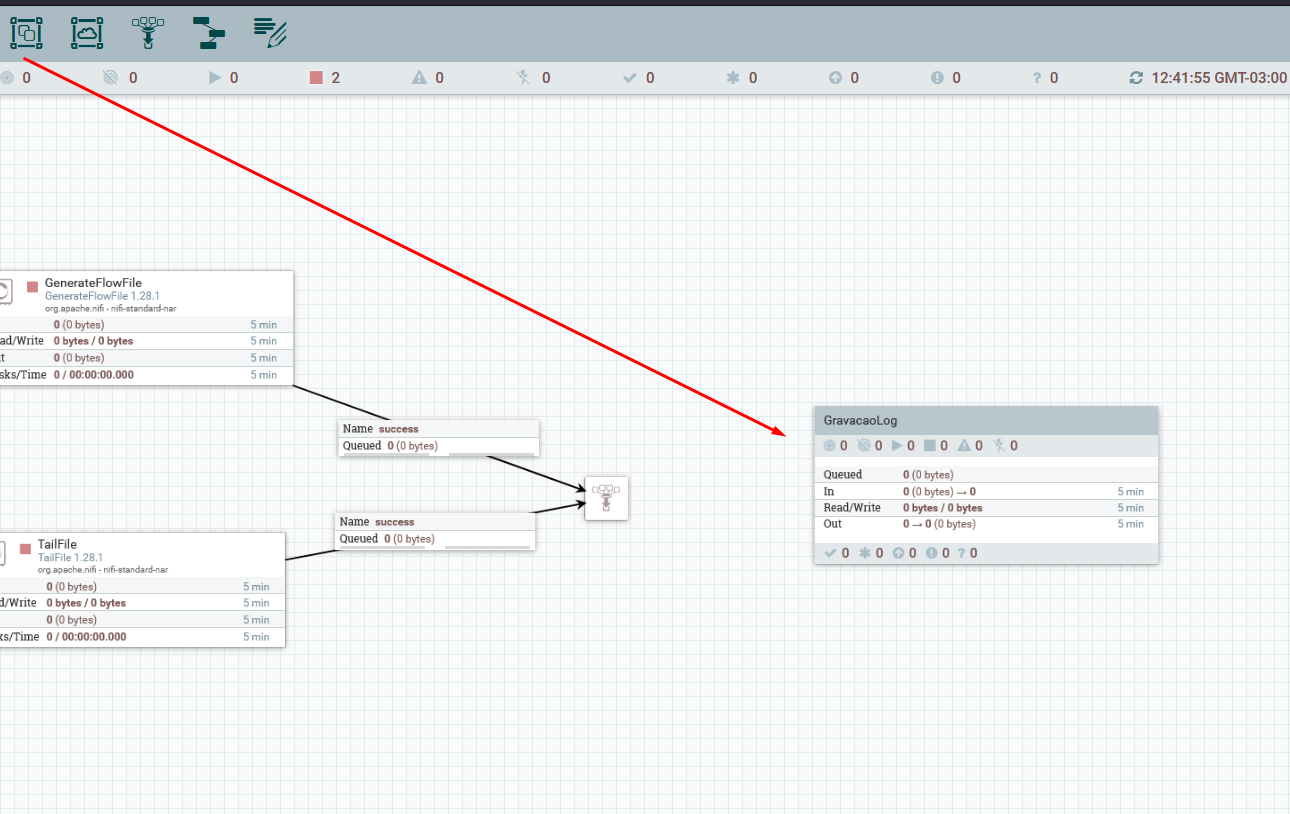 0 0 0 2 0 0 0 0 0 0 ? 0 12:41:55 GMT-03:00
GenerateFlowFile
GenerateFlowFile 1.28.1
org.apache.nifi - nifi-standard-nar
0 (0 bytes) 5 min
ad/Write 0 bytes / 0 bytes 5 min
t 0 (0 bytes) 5 min
sks/Time 0 / 00:00:00.000 5 min
Name success
Queued 0 (0 bytes)
GravacaoLog
0 0 0 0 0 0
Queued 0 (0 bytes)
In 0 (0 bytes) → 0 5 min
Read/Write 0 bytes / 0 bytes 5 min
Out 0 → 0 (0 bytes) 5 min
0 0 0 0 ? 0
Name success
Queued 0 (0 bytes)
TailFile
TailFile 1.28.1
org.apache.nifi - nifi-standard-nar
0 (0 bytes) 5 min
d/Write 0 bytes / 0 bytes 5 min
0 (0 bytes) 5 min
ks/Time 0 / 00:00:00.000 5 min